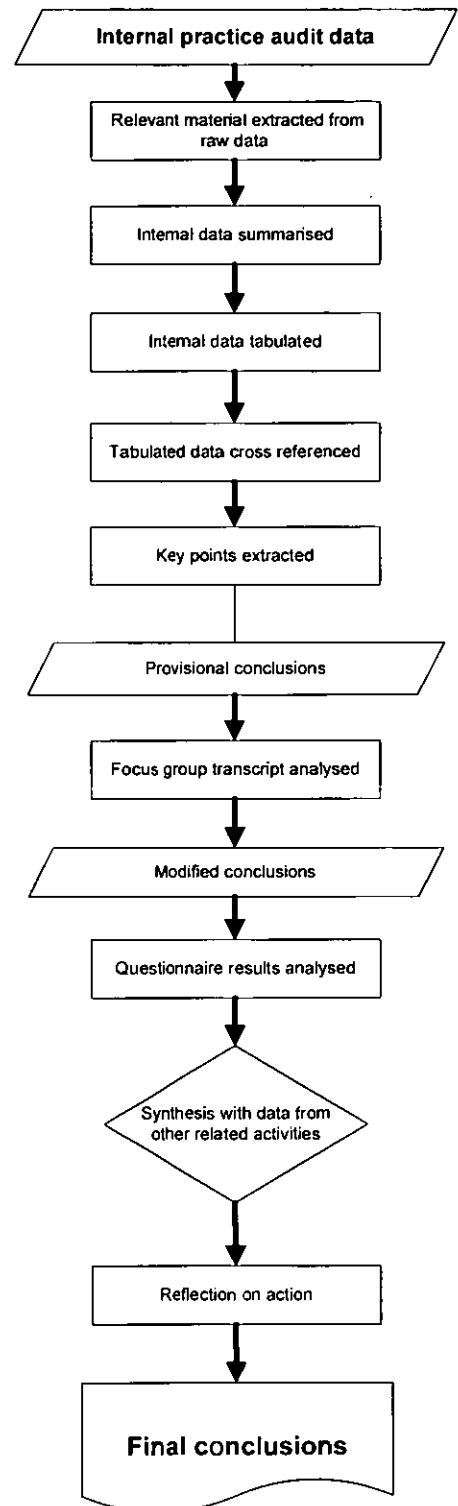 Internal practice audit data
Relevant material extracted from
raw data
Internal data summarised
Internal data tabulated
Tabulated data cross referenced
Key points extracted
Provisional conclusions
Focus group transcript analysed
Modified conclusions
Questionnaire results analysed
Synthesis with data from
other related activities
Reflection on action
Final conclusions